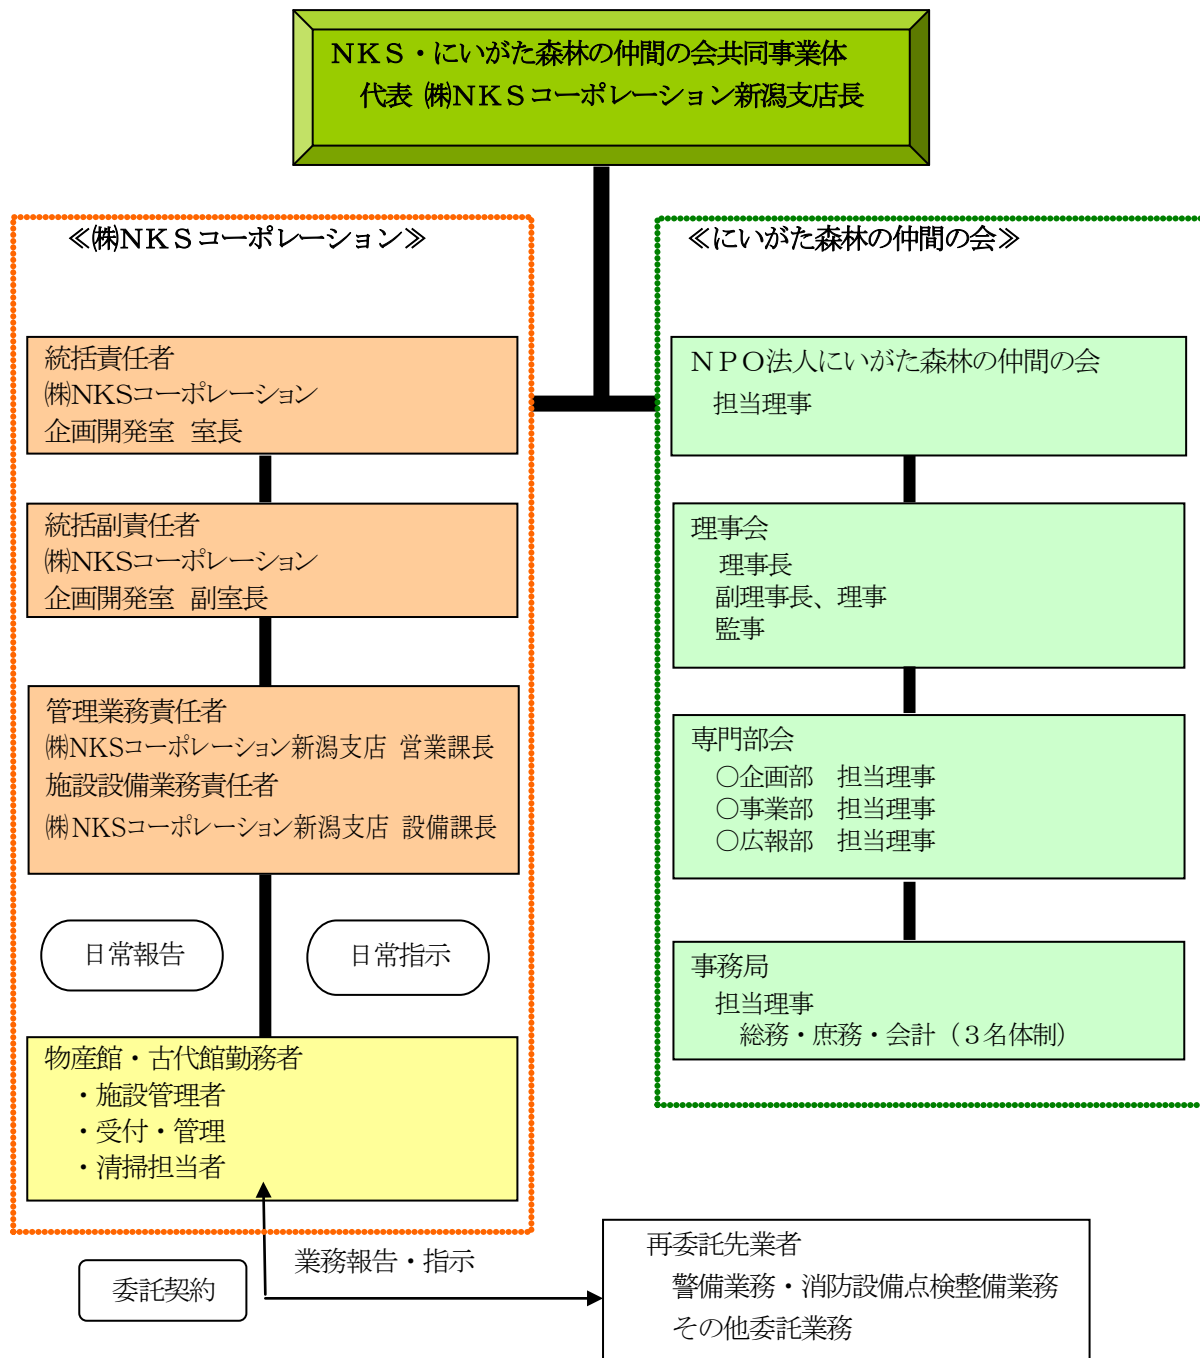 ＮＫＳ・にいがた森林の仲間の会共同事業体
代表 ㈱ＮＫＳコーポレーション新潟支店長
≪㈱ＮＫＳコーポレーション≫
統括責任者
㈱NKSコーポレーション
企画開発室 室長
統括副責任者
㈱NKSコーポレーション
企画開発室 副室長
管理業務責任者
㈱NKSコーポレーション新潟支店 営業課長
施設設備業務責任者
㈱NKSコーポレーション新潟支店 設備課長
日常報告
日常指示
物産館・古代館勤務者
・施設管理者
・受付・管理
・清掃担当者
≪にいがた森林の仲間の会≫
ＮＰＯ法人にいがた森林の仲間の会
担当理事
理事会
理事長
副理事長、理事
監事
専門部会
○企画部　担当理事
○事業部　担当理事
○広報部　担当理事
事務局
担当理事
総務・庶務・会計（３名体制）
業務報告・指示
委託契約
再委託先業者
警備業務・消防設備点検整備業務
その他委託業務